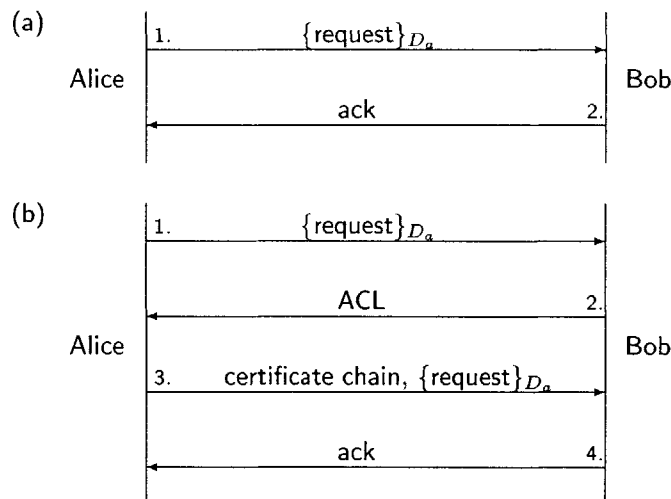 (a)
1. {request}D_a
Alice Bob
ack 2.
(b)
1. {request}D_a
ACL 2.
Alice Bob
3. certificate chain, {request}D_a
ack 4.